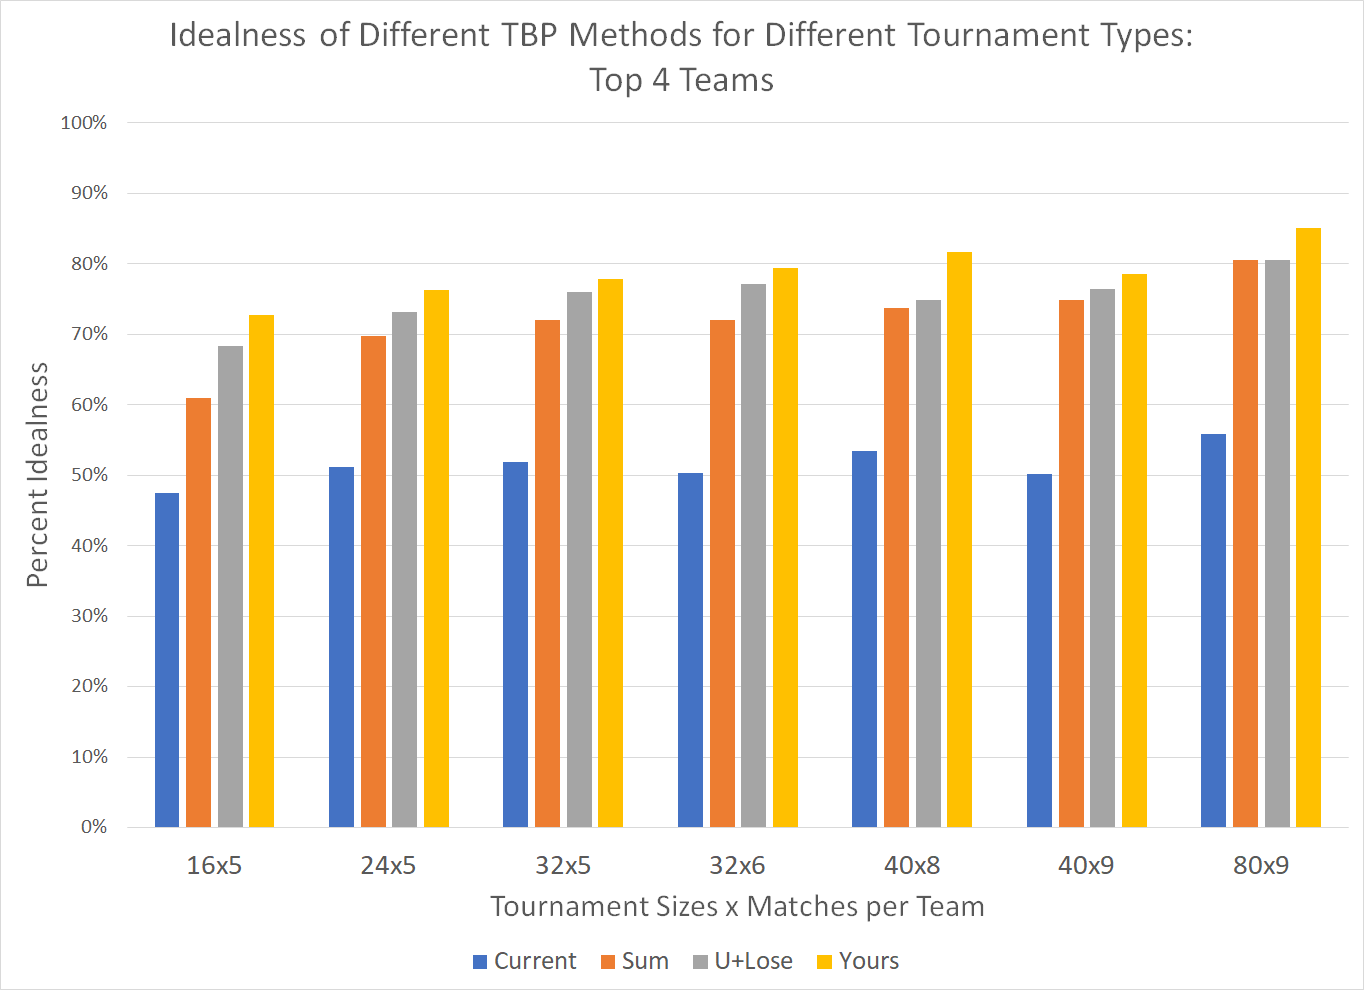 Idealness of Different TBP Methods for Different Tournament Types:
Top 4 Teams
100%
90%
80%
70%
60%
50%
40%
30%
20%
10%
0%
Percent Idealness
16x5 24x5 32x5 32x6 40x8 40x9 80x9
Tournament Sizes x Matches per Team
Current Sum U+Lose Yours